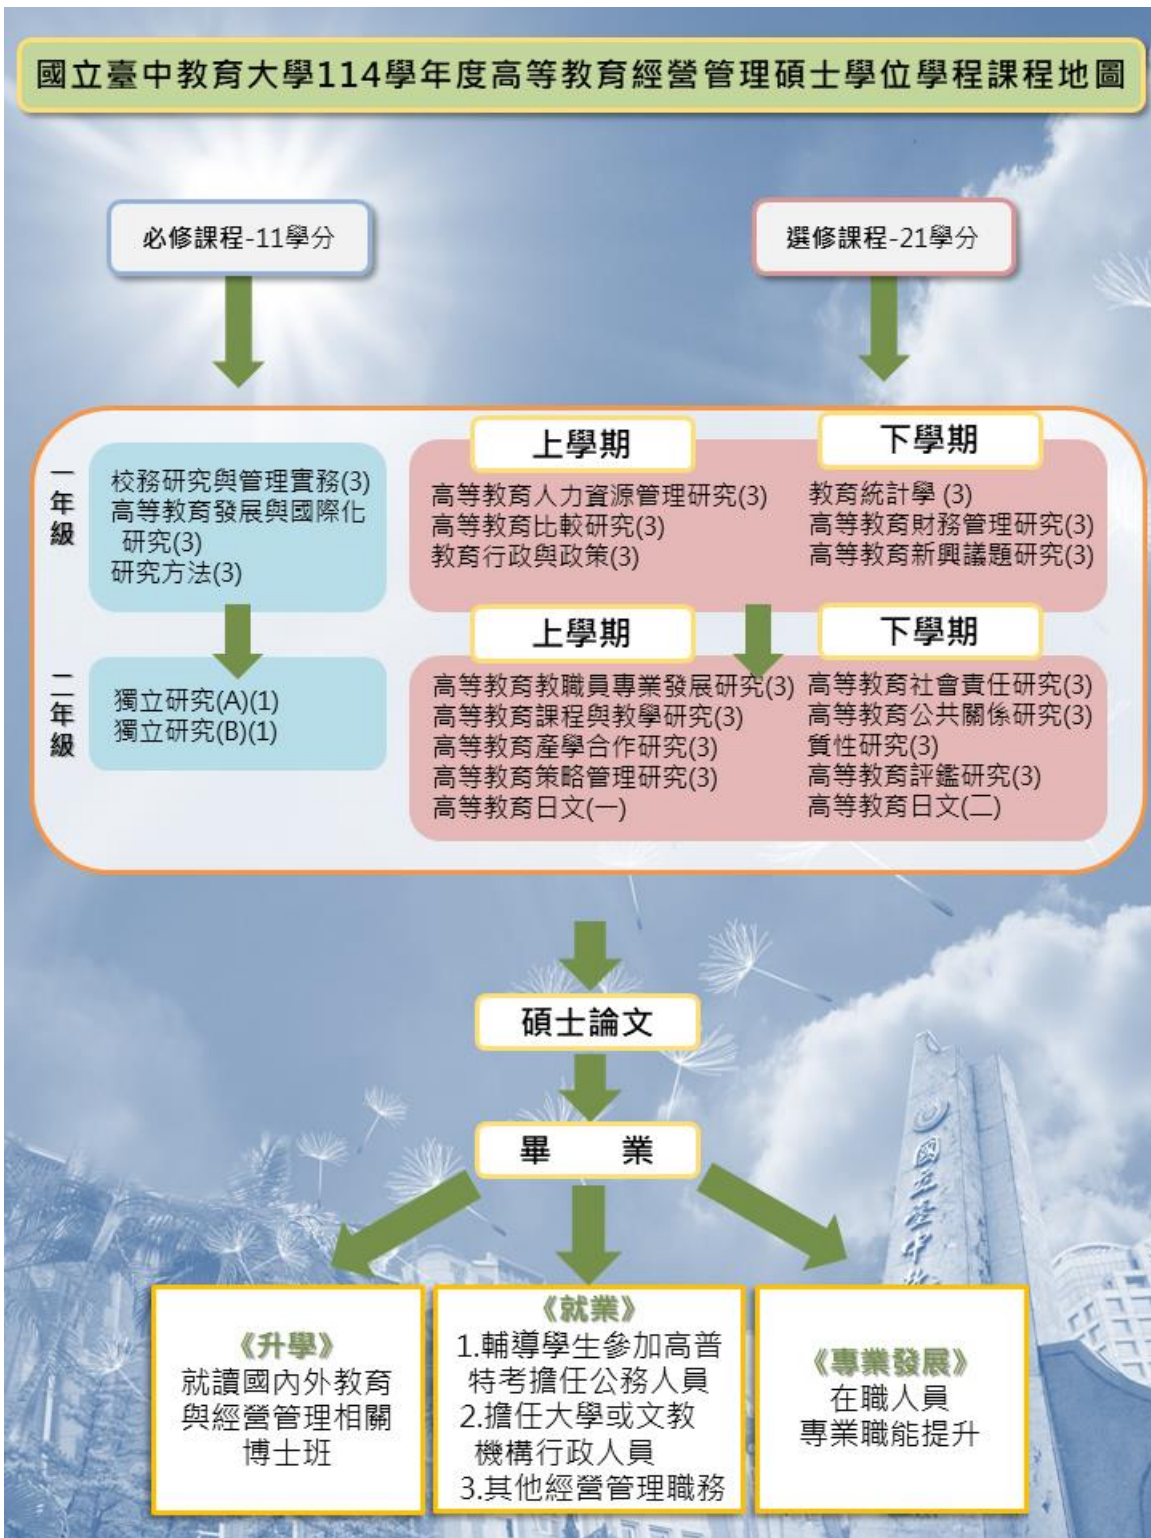 國立臺中教育大學114學年度高等教育經營管理碩士學位學程課程地圖
必修課程-11學分
選修課程-21學分
一年級
校務研究與管理實務(3)
高等教育發展與國際化
研究(3)
研究方法(3)
上學期
高等教育人力資源管理研究(3)
高等教育比較研究(3)
教育行政與政策(3)
下學期
教育統計學 (3)
高等教育財務管理研究(3)
高等教育新興議題研究(3)
二年級
獨立研究(A)(1)
獨立研究(B)(1)
上學期
高等教育教職員專業發展研究(3)
高等教育課程與教學研究(3)
高等教育產學合作研究(3)
高等教育策略管理研究(3)
高等教育日文(一)
下學期
高等教育社會責任研究(3)
高等教育公共關係研究(3)
質性研究(3)
高等教育評鑑研究(3)
高等教育日文(二)
碩士論文
畢 業
《升學》
就讀國內外教育
與經營管理相關
博士班
《就業》
1.輔導學生參加高普
特考擔任公務人員
2.擔任大學或文教
機構行政人員
3.其他經營管理職務
《專業發展》
在職人員
專業職能提升
國立臺中